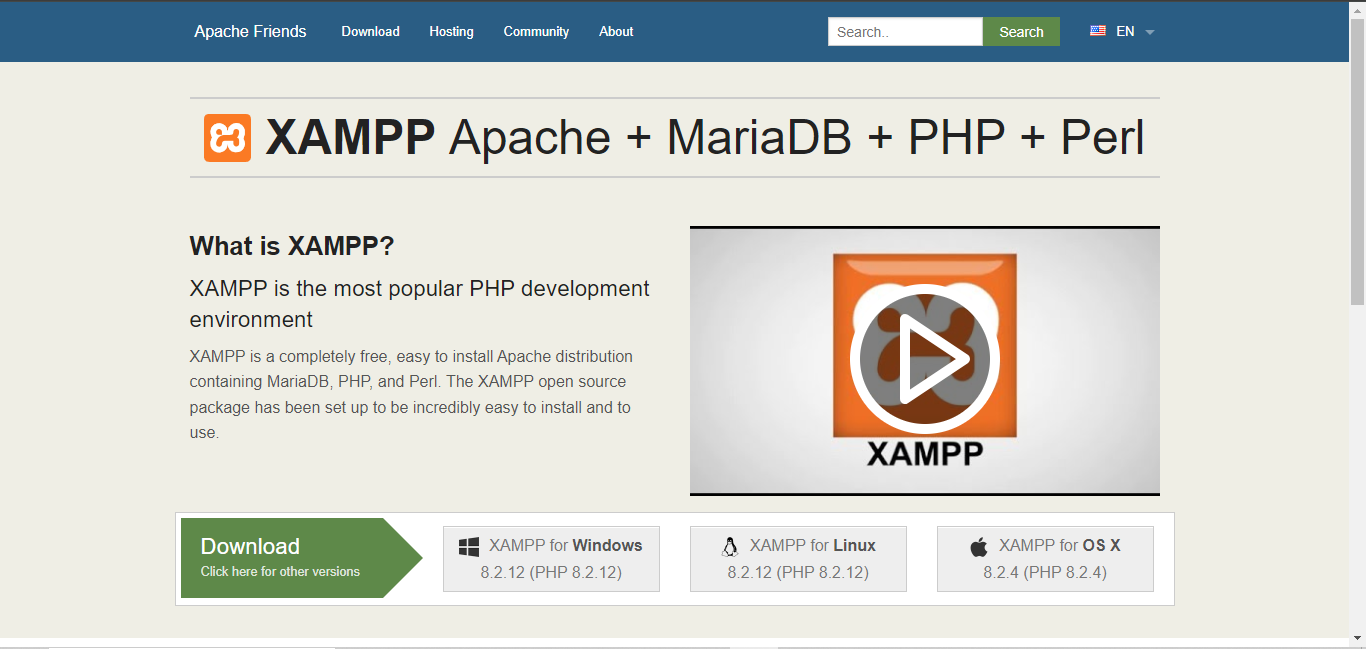 Apache Friends Download Hosting Community About Search.. Search EN
XAMPP Apache + MariaDB + PHP + Perl
What is XAMPP?
XAMPP is the most popular PHP development
environment
XAMPP is a completely free, easy to install Apache distribution
containing MariaDB, PHP, and Perl. The XAMPP open source
package has been set up to be incredibly easy to install and to
use.
XAMPP
Download
Click here for other versions
XAMPP for Windows
8.2.12 (PHP 8.2.12)
XAMPP for Linux
8.2.12 (PHP 8.2.12)
XAMPP for OS X
8.2.4 (PHP 8.2.4)